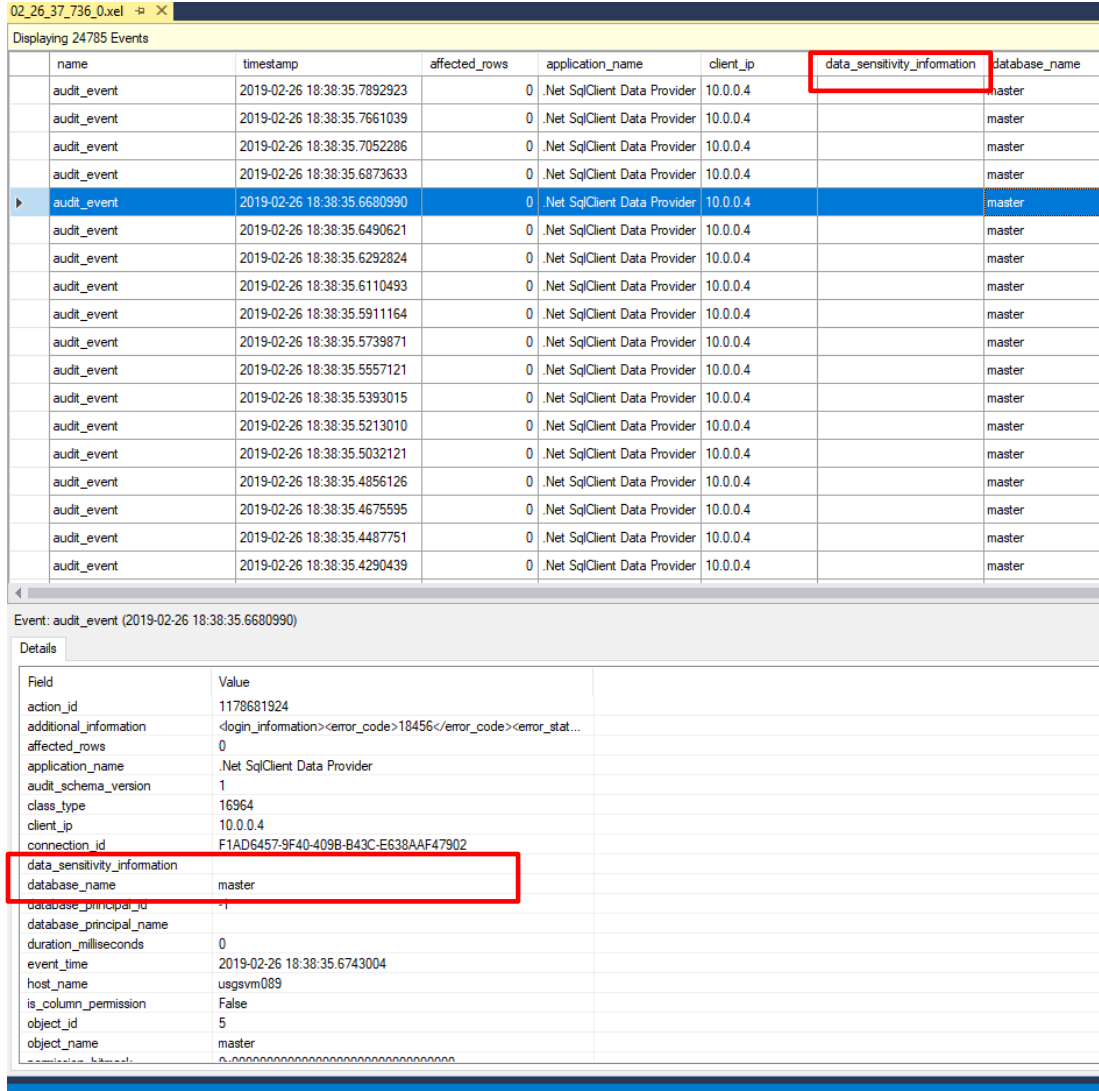 02_26_37_736_0.xel
Displaying 24785 Events
name timestamp affected_rows application_name client_ip data_sensitivity_information database_name
audit_event 2019-02-26 18:38:35.7892923 0 .Net SqlClient Data Provider 10.0.0.4 master
audit_event 2019-02-26 18:38:35.7661039 0 .Net SqlClient Data Provider 10.0.0.4 master
audit_event 2019-02-26 18:38:35.7052286 0 .Net SqlClient Data Provider 10.0.0.4 master
audit_event 2019-02-26 18:38:35.6873633 0 .Net SqlClient Data Provider 10.0.0.4 master
audit_event 2019-02-26 18:38:35.6680990 0 .Net SqlClient Data Provider 10.0.0.4 master
audit_event 2019-02-26 18:38:35.6490621 0 .Net SqlClient Data Provider 10.0.0.4 master
audit_event 2019-02-26 18:38:35.6292824 0 .Net SqlClient Data Provider 10.0.0.4 master
audit_event 2019-02-26 18:38:35.6110493 0 .Net SqlClient Data Provider 10.0.0.4 master
audit_event 2019-02-26 18:38:35.5911164 0 .Net SqlClient Data Provider 10.0.0.4 master
audit_event 2019-02-26 18:38:35.5739871 0 .Net SqlClient Data Provider 10.0.0.4 master
audit_event 2019-02-26 18:38:35.5557121 0 .Net SqlClient Data Provider 10.0.0.4 master
audit_event 2019-02-26 18:38:35.5393015 0 .Net SqlClient Data Provider 10.0.0.4 master
audit_event 2019-02-26 18:38:35.5213010 0 .Net SqlClient Data Provider 10.0.0.4 master
audit_event 2019-02-26 18:38:35.5032121 0 .Net SqlClient Data Provider 10.0.0.4 master
audit_event 2019-02-26 18:38:35.4856126 0 .Net SqlClient Data Provider 10.0.0.4 master
audit_event 2019-02-26 18:38:35.4675595 0 .Net SqlClient Data Provider 10.0.0.4 master
audit_event 2019-02-26 18:38:35.4487751 0 .Net SqlClient Data Provider 10.0.0.4 master
audit_event 2019-02-26 18:38:35.4290439 0 .Net SqlClient Data Provider 10.0.0.4 master
Event: audit_event (2019-02-26 18:38:35.6680990)
Details
Field Value
action_id 1178681924
additional_information <login_information><error_code>18456</error_code><error_stat...
affected_rows 0
application_name .Net SqlClient Data Provider
audit_schema_version 1
class_type 16964
client_ip 10.0.0.4
connection_id F1AD6457-9F40-409B-B43C-E638AAF47902
data_sensitivity_information
database_name master
database_principal_id -1
database_principal_name
duration_milliseconds 0
event_time 2019-02-26 18:38:35.6743004
host_name usgsvm089
is_column_permission False
object_id 5
object_name master